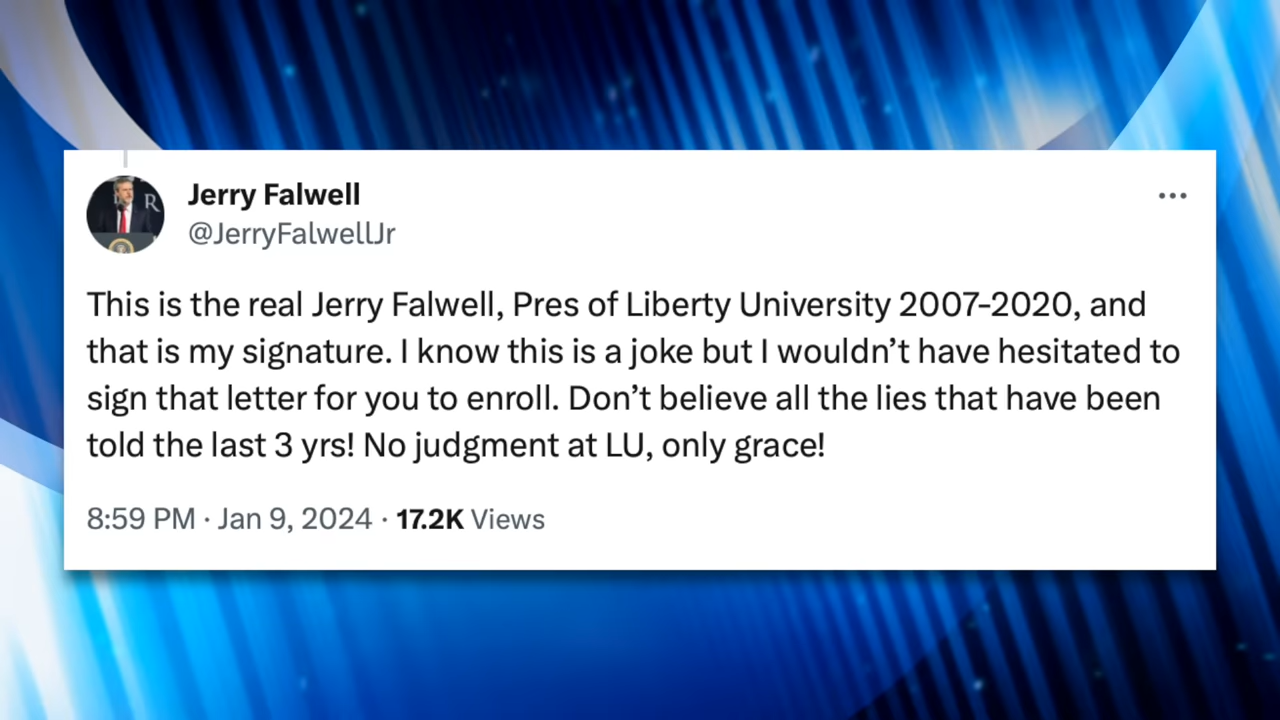 Jerry Falwell
@JerryFalwellJr
This is the real Jerry Falwell, Pres of Liberty University 2007-2020, and
that is my signature. I know this is a joke but I wouldn’t have hesitated to
sign that letter for you to enroll. Don’t believe all the lies that have been
told the last 3 yrs! No judgment at LU, only grace!
8:59 PM · Jan 9, 2024 · 17.2K Views